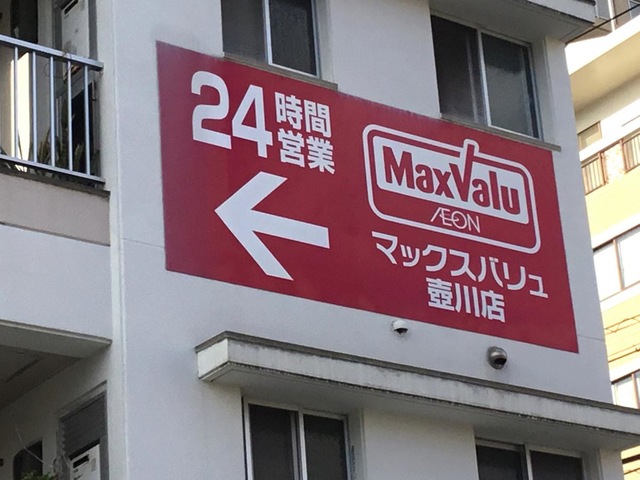 24時間
営業
MaxValu
ÆON
マックスバリュ
壺川店